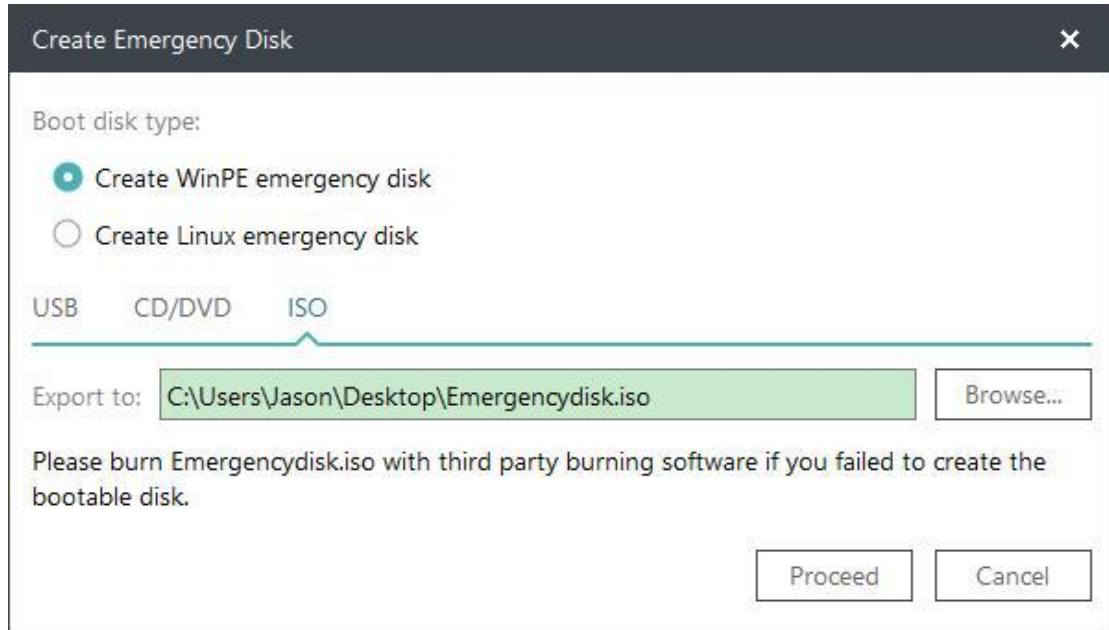 Create Emergency Disk
Boot disk type:
Create WinPE emergency disk
Create Linux emergency disk
USB CD/DVD ISO
Export to: C:\Users\Jason\Desktop\Emergencydisk.iso Browse...
Please burn Emergencydisk.iso with third party burning software if you failed to create the
bootable disk.
Proceed Cancel